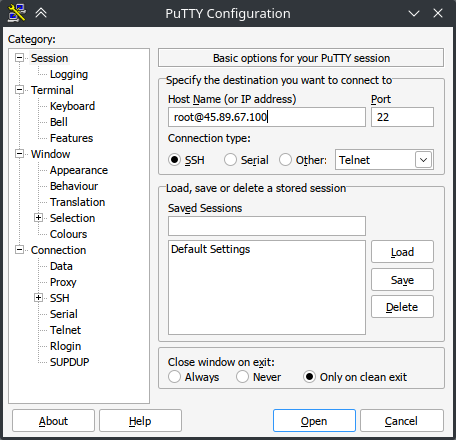 PuTTY Configuration
Category:
Session
Logging
Terminal
Keyboard
Bell
Features
Window
Appearance
Behaviour
Translation
Selection
Colours
Connection
Data
Proxy
SSH
Serial
Telnet
Rlogin
SUPDUP
Basic options for your PuTTY session
Specify the destination you want to connect to
Host Name (or IP address) Port
root@45.89.67.100 22
Connection type:
SSH Serial Other: Telnet
Load, save or delete a stored session
Saved Sessions
Default Settings
Load
Save
Delete
Close window on exit:
Always Never Only on clean exit
About Help Open Cancel